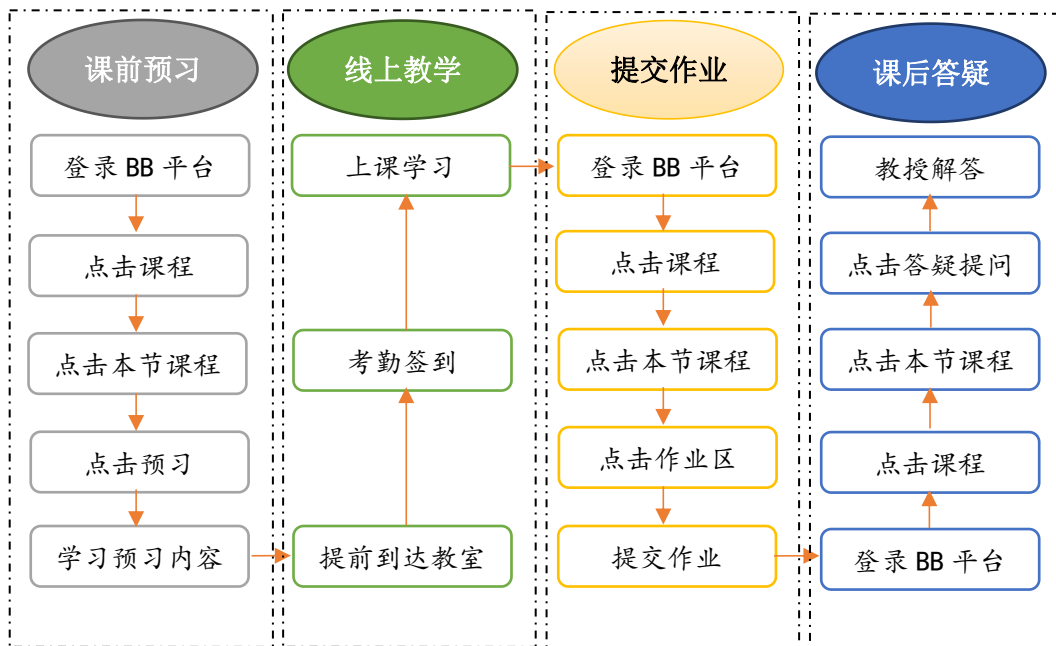 课前预习
线上教学
提交作业
课后答疑
登录 BB 平台
点击课程
点击本节课程
点击预习
学习预习内容
上课学习
考勤签到
提前到达教室
登录 BB 平台
点击课程
点击本节课程
点击作业区
提交作业
教授解答
点击答疑提问
点击本节课程
点击课程
登录 BB 平台